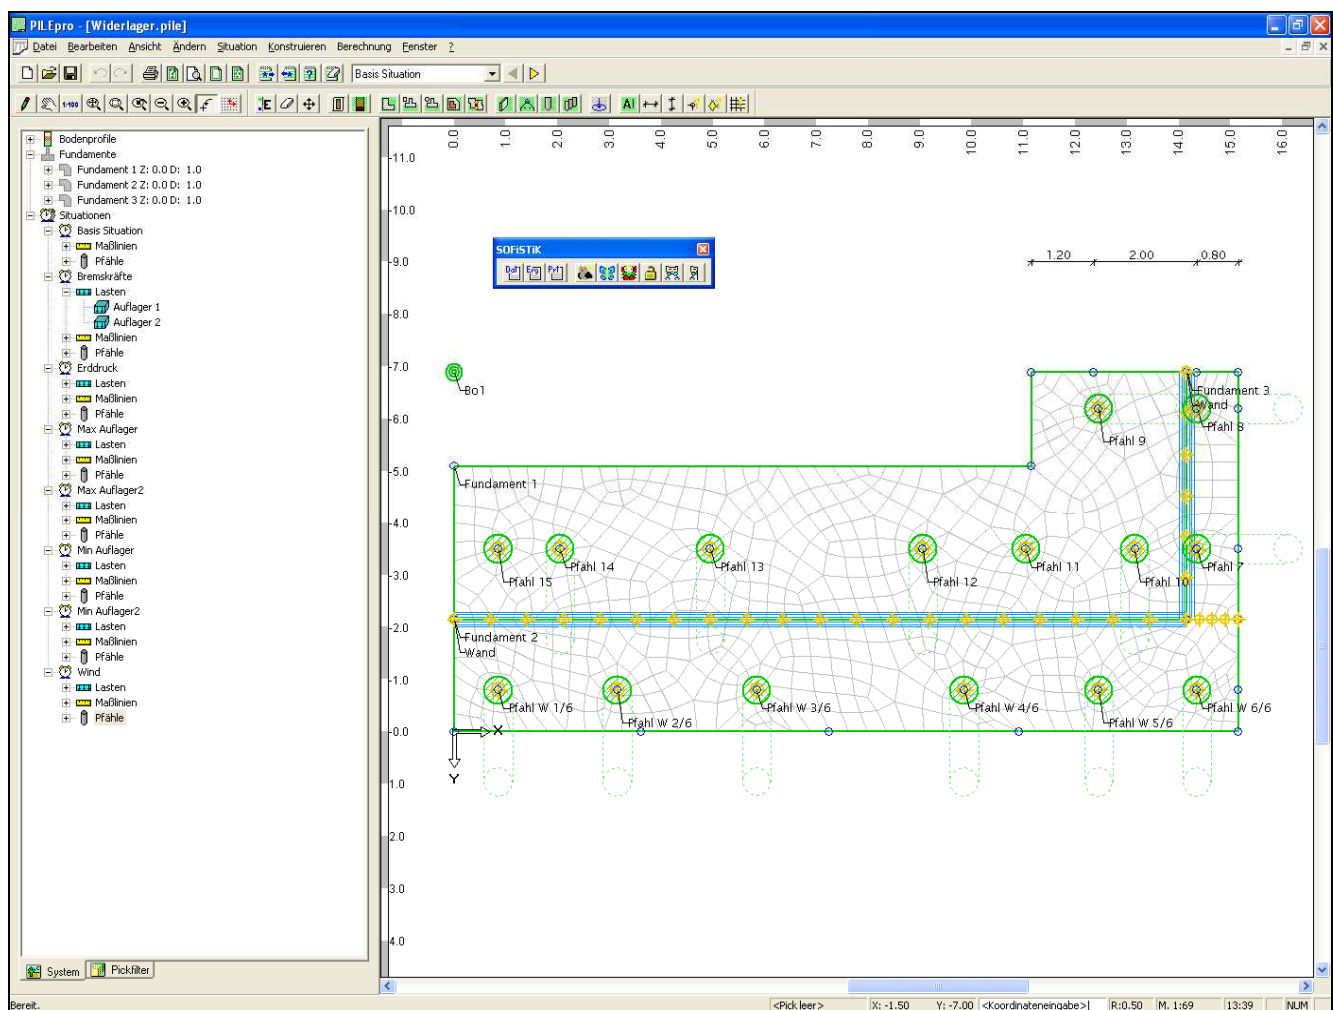 PILEpro - [Widerlager.pile]
Datei Bearbeiten Ansicht Ändern Situation Konstruieren Berechnung Fenster ?
Basis Situation
1:100
E
AI
Bodenprofile
Fundamente
Fundament 1 Z: 0.0 D: 1.0
Fundament 2 Z: 0.0 D: 1.0
Fundament 3 Z: 0.0 D: 1.0
Situationen
Basis Situation
Maßlinien
Pfähle
Bremskräfte
Lasten
Auflager 1
Auflager 2
Maßlinien
Pfähle
Erddruck
Lasten
Maßlinien
Pfähle
Max Auflager
Lasten
Maßlinien
Pfähle
Max Auflager2
Lasten
Maßlinien
Pfähle
Min Auflager
Lasten
Maßlinien
Pfähle
Min Auflager2
Lasten
Maßlinien
Pfähle
Wind
Lasten
Maßlinien
Pfähle
System Pickfilter
0.0 1.0 2.0 3.0 4.0 5.0 6.0 7.0 8.0 9.0 10.0 11.0 12.0 13.0 14.0 15.0 16.0
-11.0
-10.0
-9.0
-8.0
-7.0
-6.0
-5.0
-4.0
-3.0
-2.0
-1.0
-0.0
1.0
2.0
3.0
4.0
SOFiSTiK
Dat Erg Prt
1.20 2.00 0.80
Bo1
Fundament 3
Wand
Pfahl 8
Pfahl 9
Fundament 1
Pfahl 15
Pfahl 14
Pfahl 13
Pfahl 12
Pfahl 11
Pfahl 10
Pfahl 7
Fundament 2
Wand
Pfahl W 1/6
Pfahl W 2/6
Pfahl W 3/6
Pfahl W 4/6
Pfahl W 5/6
Pfahl W 6/6
X
Y
Bereit. <Pick leer> X: -1.50 Y: -7.00 <Koordinateneingabe> R:0.50 M. 1:69 13:39 NUM